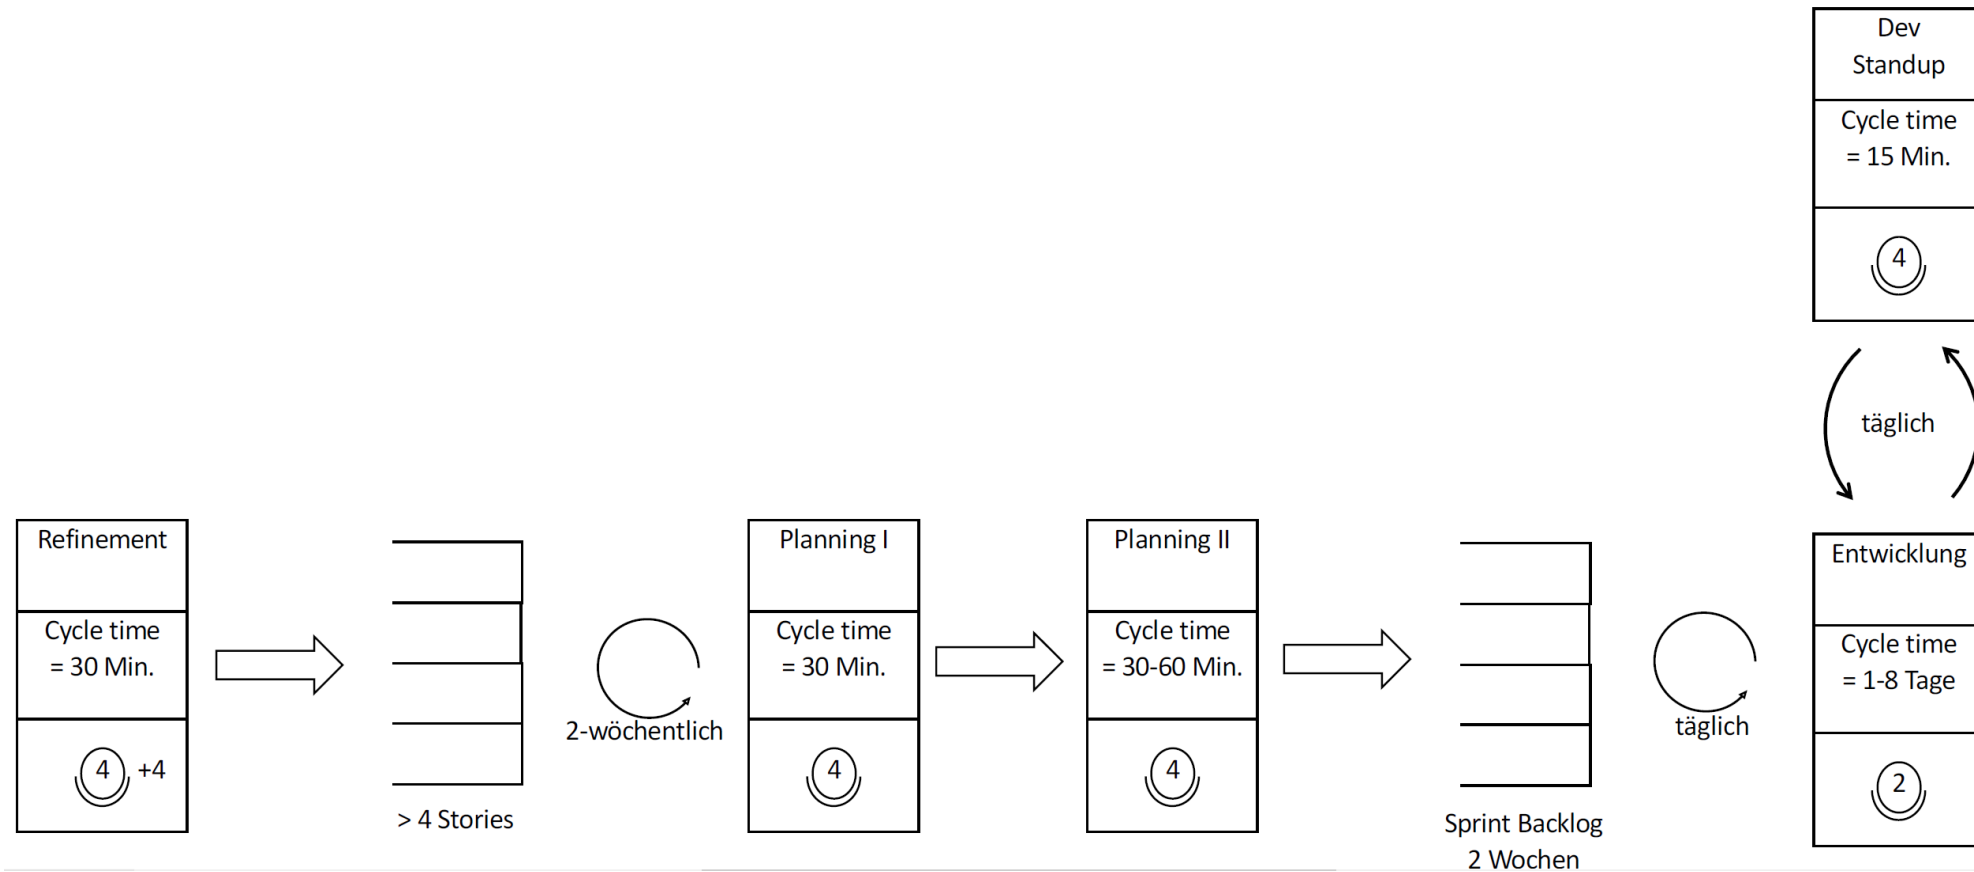 Dev
Standup
Cycle time
= 15 Min.
4
täglich
Refinement
Cycle time
= 30 Min.
4 +4
> 4 Stories
2-wöchentlich
Planning I
Cycle time
= 30 Min.
4
Planning II
Cycle time
= 30-60 Min.
4
Sprint Backlog
2 Wochen
täglich
Entwicklung
Cycle time
= 1-8 Tage
2